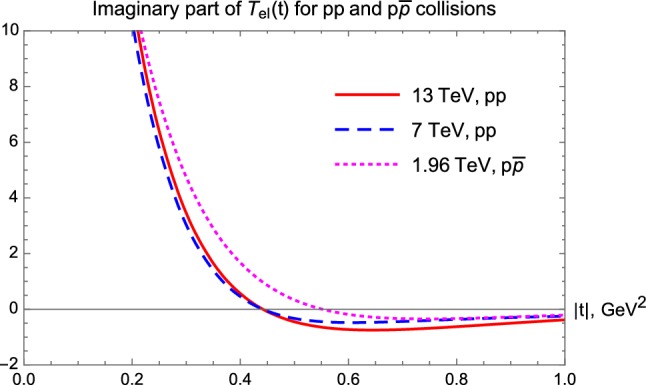 Imaginary part of Tel(t) for pp and pp̅ collisions
10
8
6
4
2
0
−2
13 TeV, pp
7 TeV, pp
1.96 TeV, pp̅
|t|, GeV²
0.0 0.2 0.4 0.6 0.8 1.0